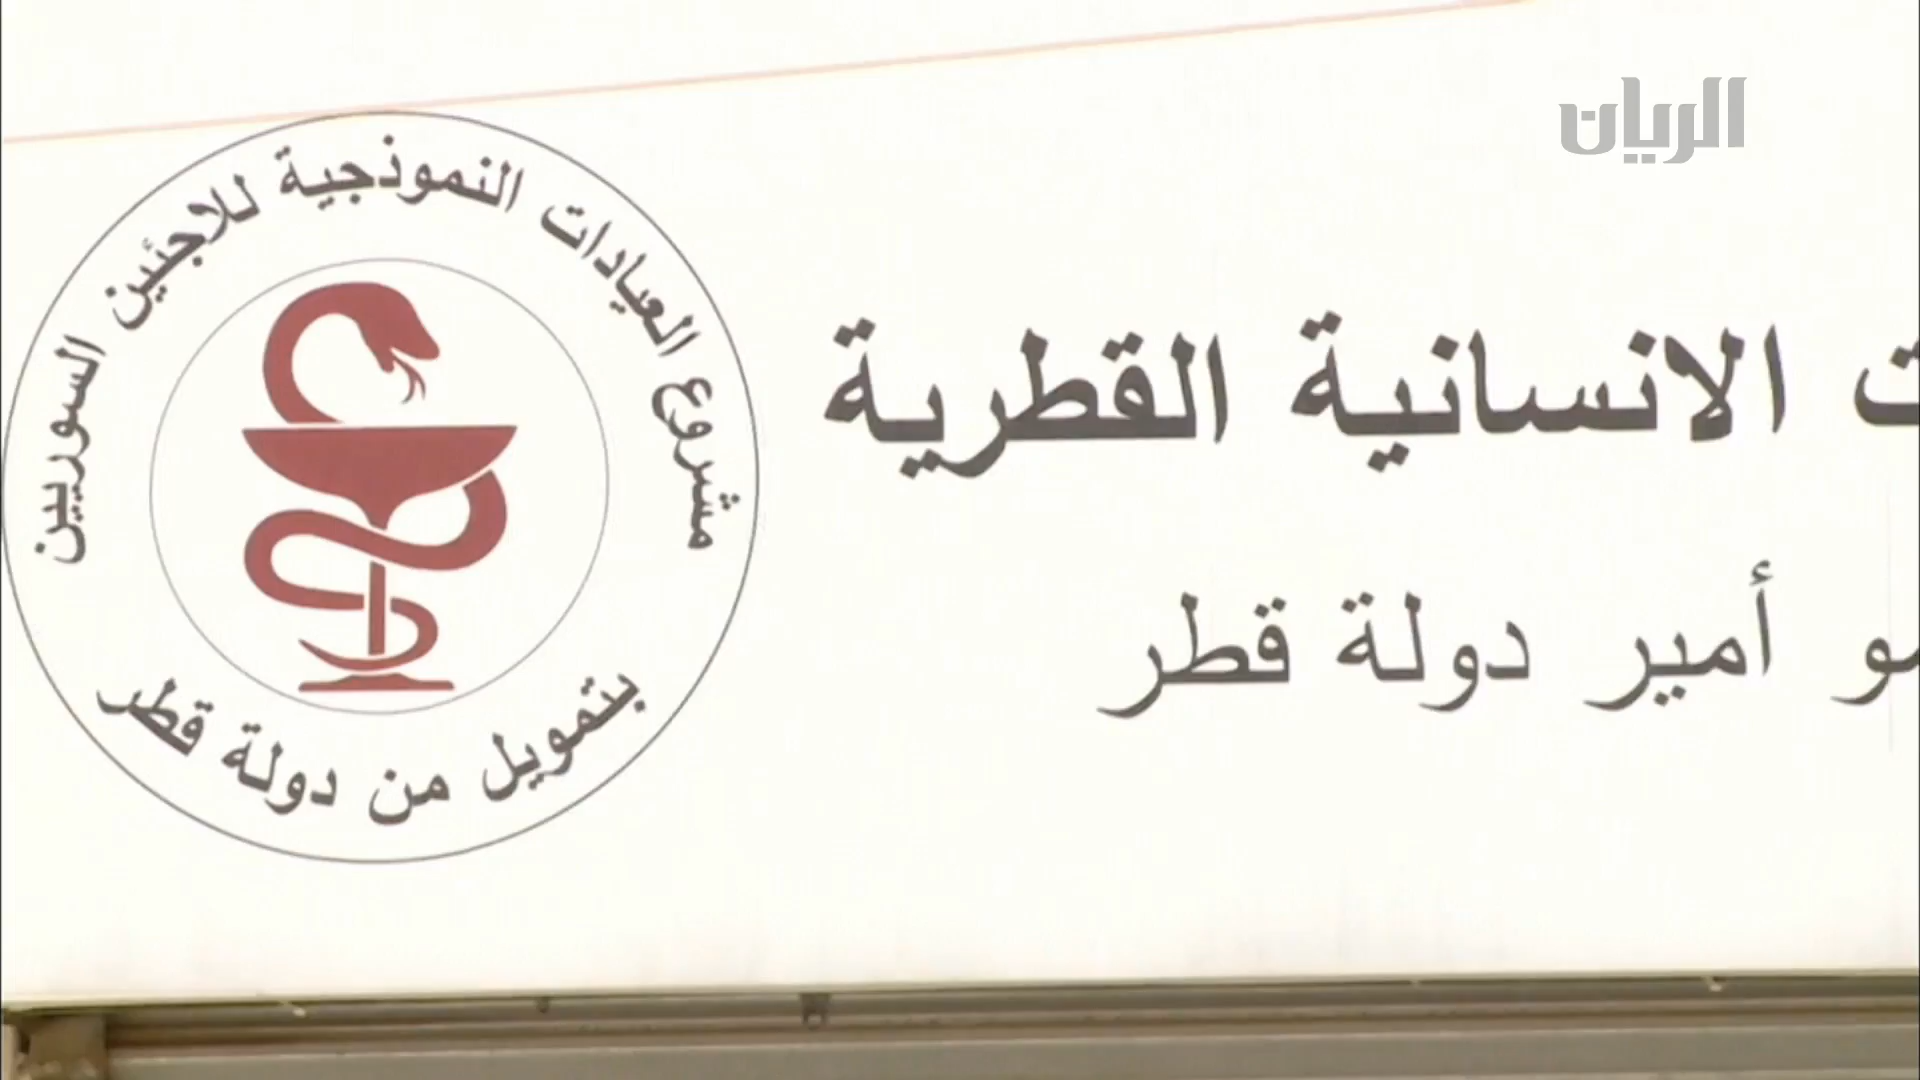 الريان
مشروع العيادات النموذجية للاجئين السوريين
بتمويل من دولة قطر
الانسانية القطرية
أمير دولة قطر